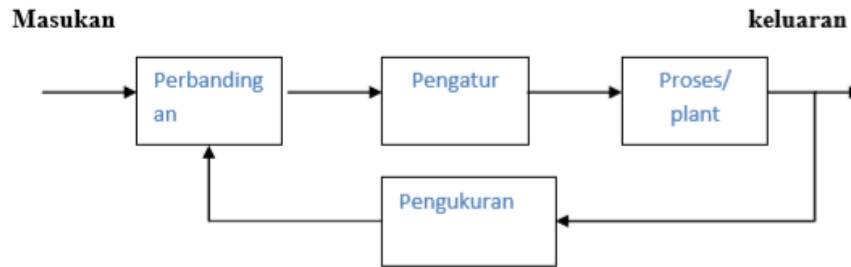 Masukan
keluaran
Perbanding
an
Pengatur
Proses/
plant
Pengukuran